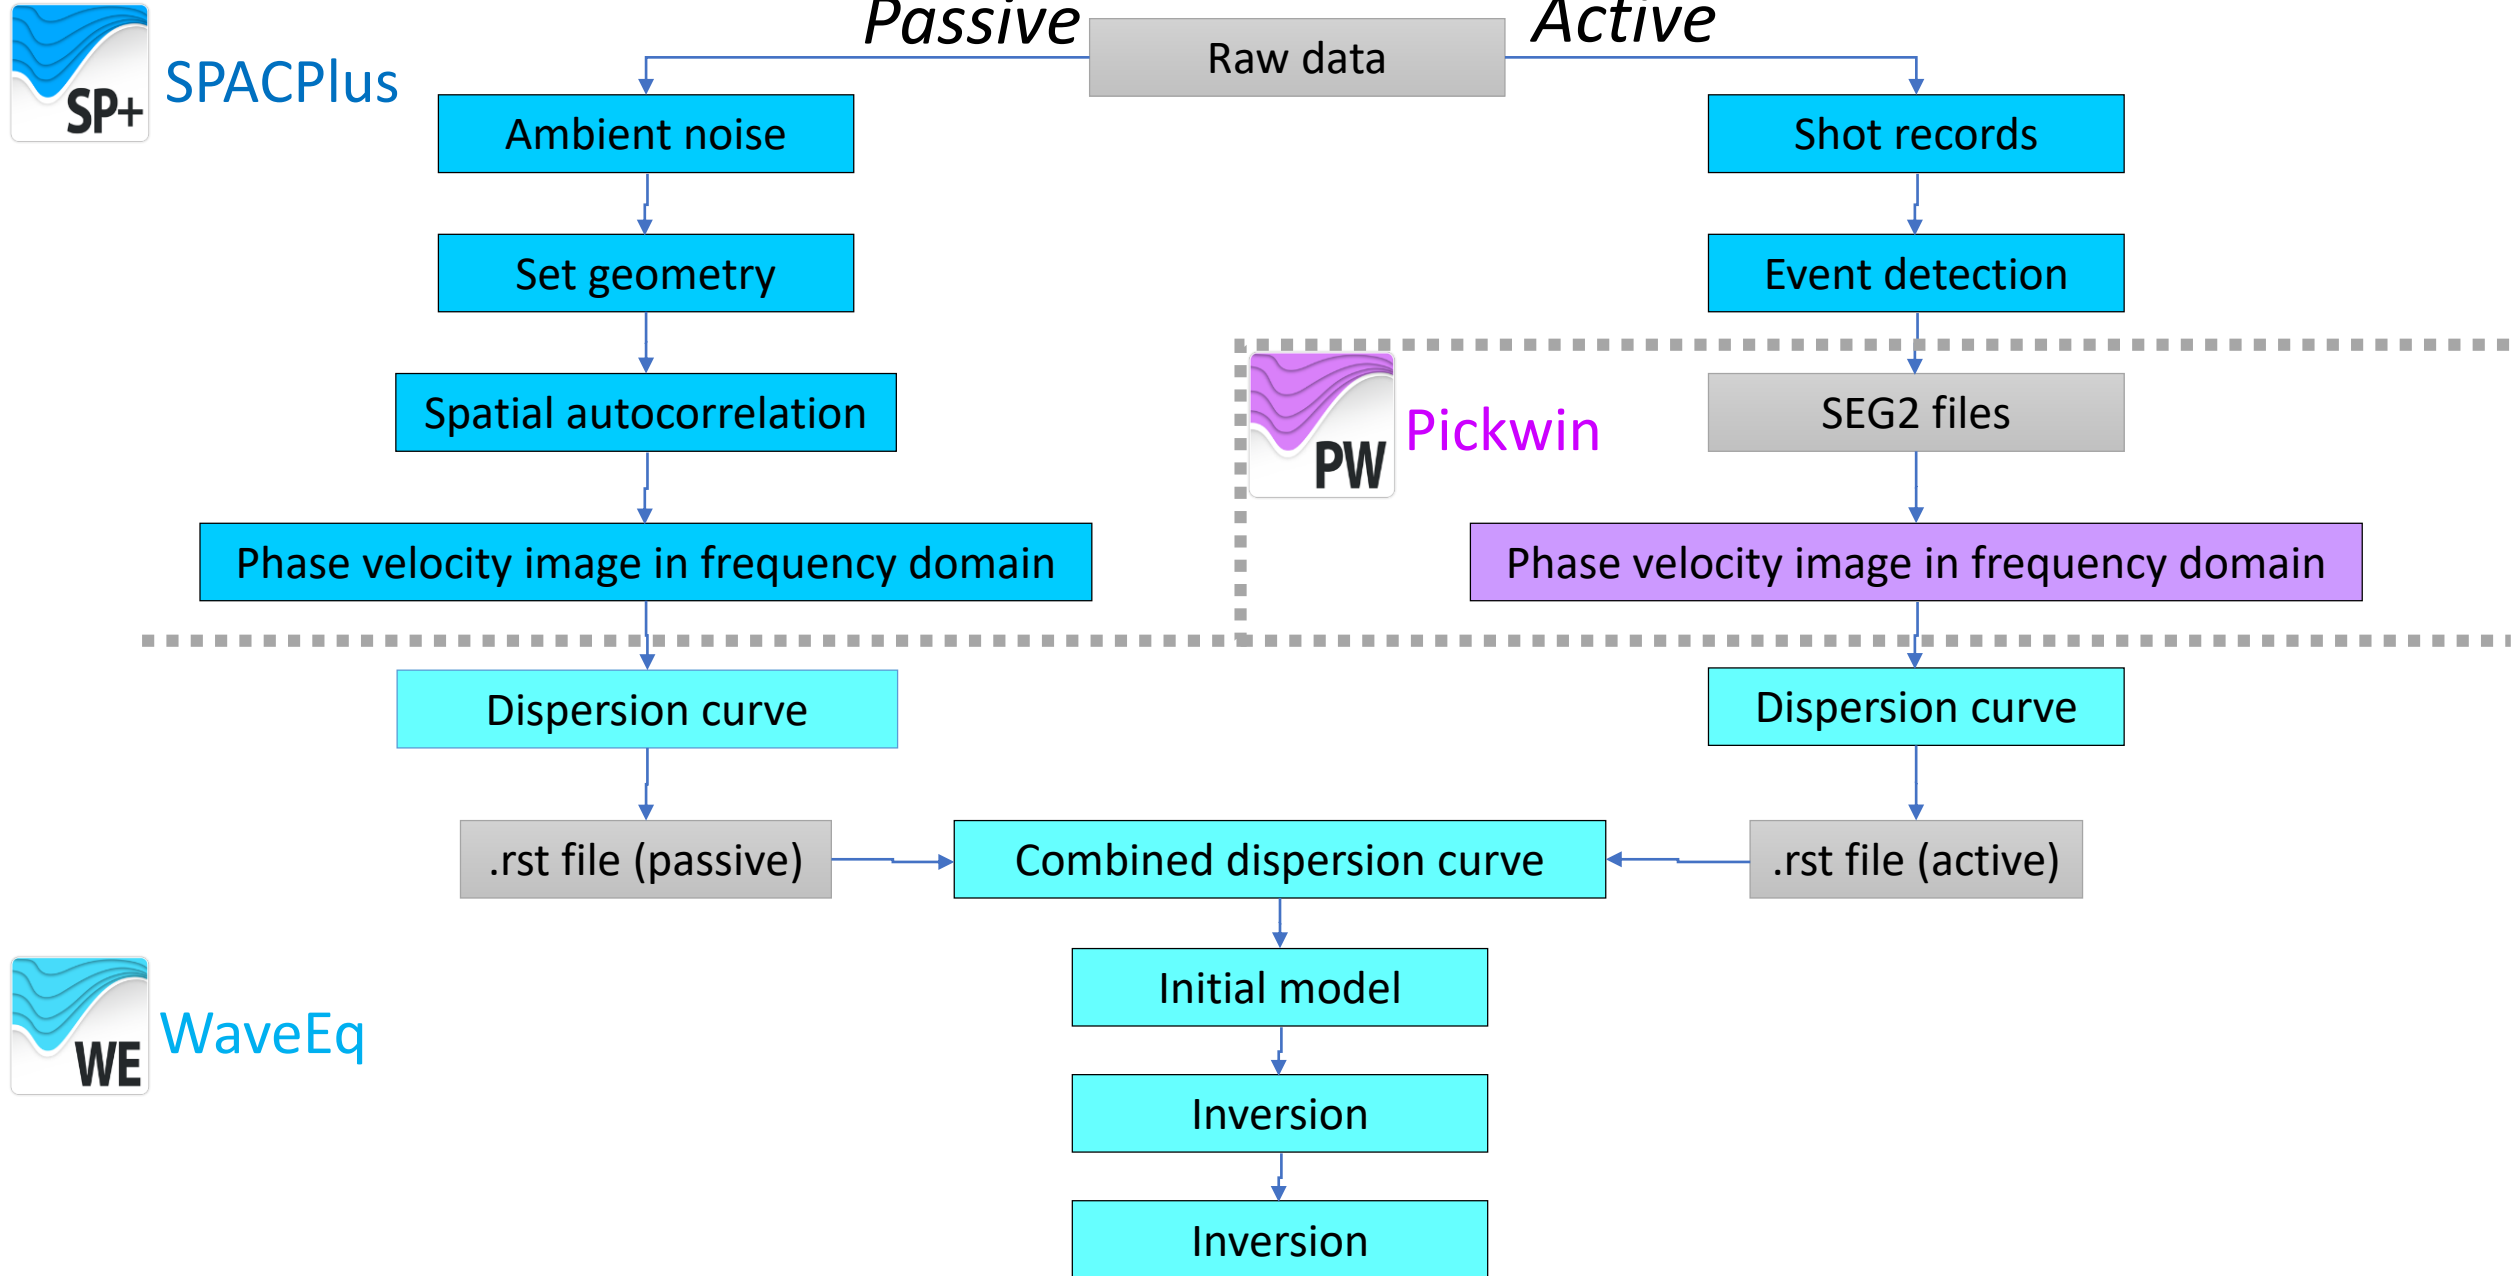 Passive
Raw data
Active
SP+
SPACPlus
Ambient noise
Shot records
Set geometry
Event detection
Spatial autocorrelation
PW
Pickwin
SEG2 files
Phase velocity image in frequency domain
Phase velocity image in frequency domain
Dispersion curve
Dispersion curve
.rst file (passive)
Combined dispersion curve
.rst file (active)
WE
WaveEq
Initial model
Inversion
Inversion